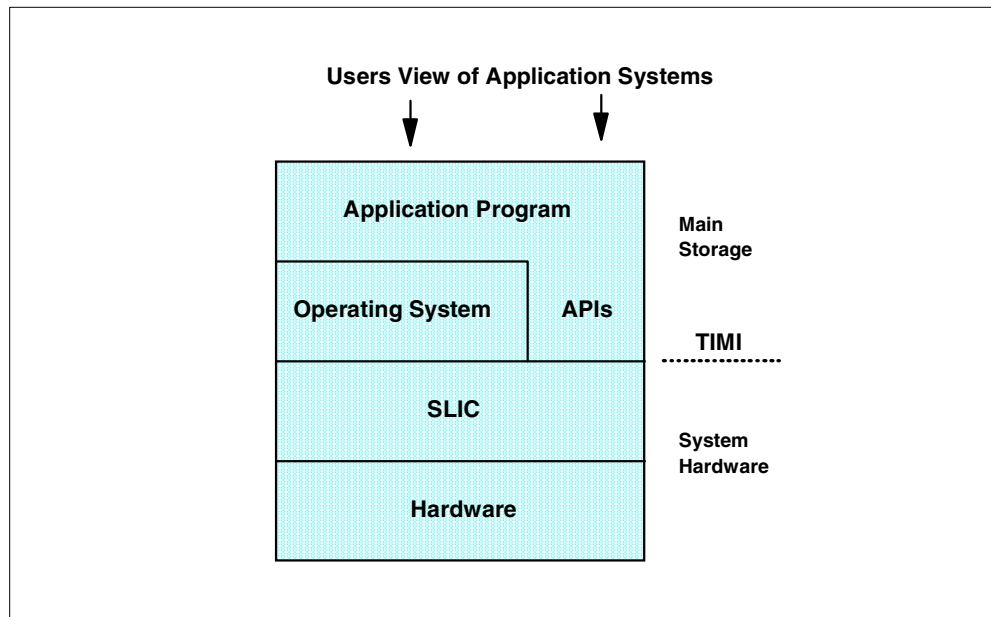 Users View of Application Systems
Application Program
Main
Storage
Operating System
APIs
TIMI
SLIC
System
Hardware
Hardware